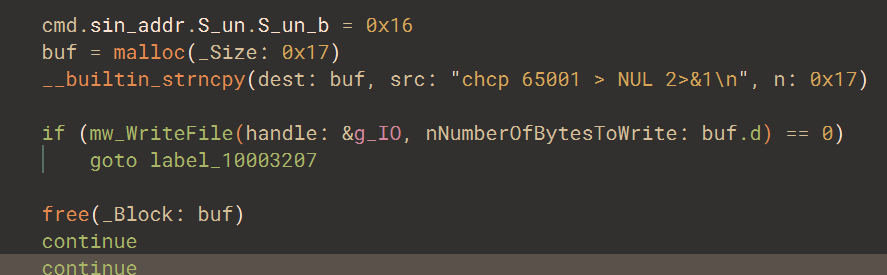 cmd.sin_addr.S_un.S_un_b = 0x16
buf = malloc(_Size: 0x17)
__builtin_strncpy(dest: buf, src: "chcp 65001 > NUL 2>&1\n", n: 0x17)
if (mw_WriteFile(handle: &g_IO, nNumberOfBytesToWrite: buf.d) == 0)
goto label_10003207
free(_Block: buf)
continue
continue